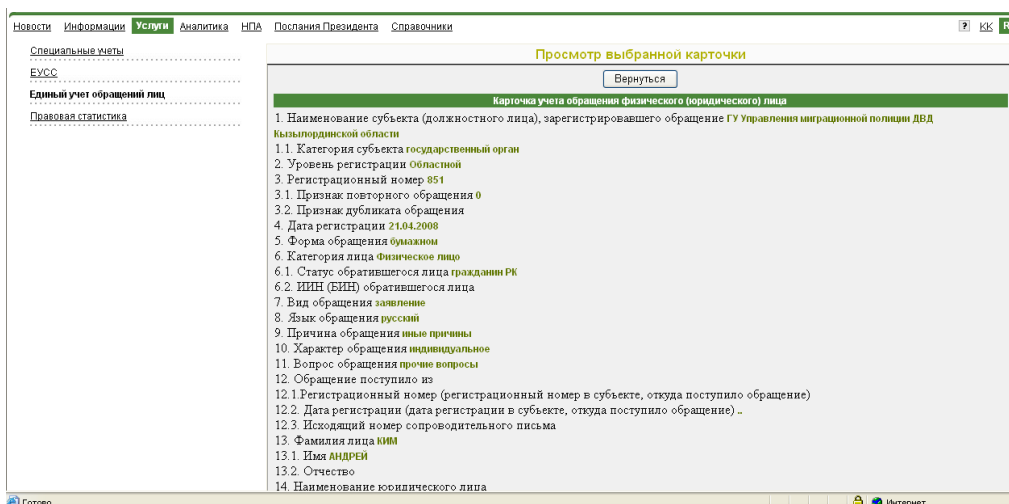 Новости Информации Услуги Аналитика НПА Послания Президента Справочники ? KK R
Специальные учеты
ЕУСС
Единый учет обращений лиц
Правовая статистика
Просмотр выбранной карточки
Вернуться
Карточка учета обращения физического (юридического) лица
1. Наименование субъекта (должностного лица), зарегистрировавшего обращение ГУ Управления миграционной полиции ДВД
Кызылординской области
1.1. Категория субъекта государственный орган
2. Уровень регистрации Областной
3. Регистрационный номер 851
3.1. Признак повторного обращения 0
3.2. Признак дубликата обращения
4. Дата регистрации 21.04.2008
5. Форма обращения бумажном
6. Категория лица Физическое лицо
6.1. Статус обратившегося лица гражданин РК
6.2. ИИН (БИН) обратившегося лица
7. Вид обращения заявление
8. Язык обращения русский
9. Причина обращения иные причины
10. Характер обращения индивидуальное
11. Вопрос обращения прочие вопросы
12. Обращение поступило из
12.1.Регистрационный номер (регистрационный номер в субъекте, откуда поступило обращение)
12.2. Дата регистрации (дата регистрации в субъекте, откуда поступило обращение) ..
12.3. Исходящий номер сопроводительного письма
13. Фамилия лица КИМ
13.1. Имя АНДРЕЙ
13.2. Отчество
14. Наименование юридического лица
Готово Интернет